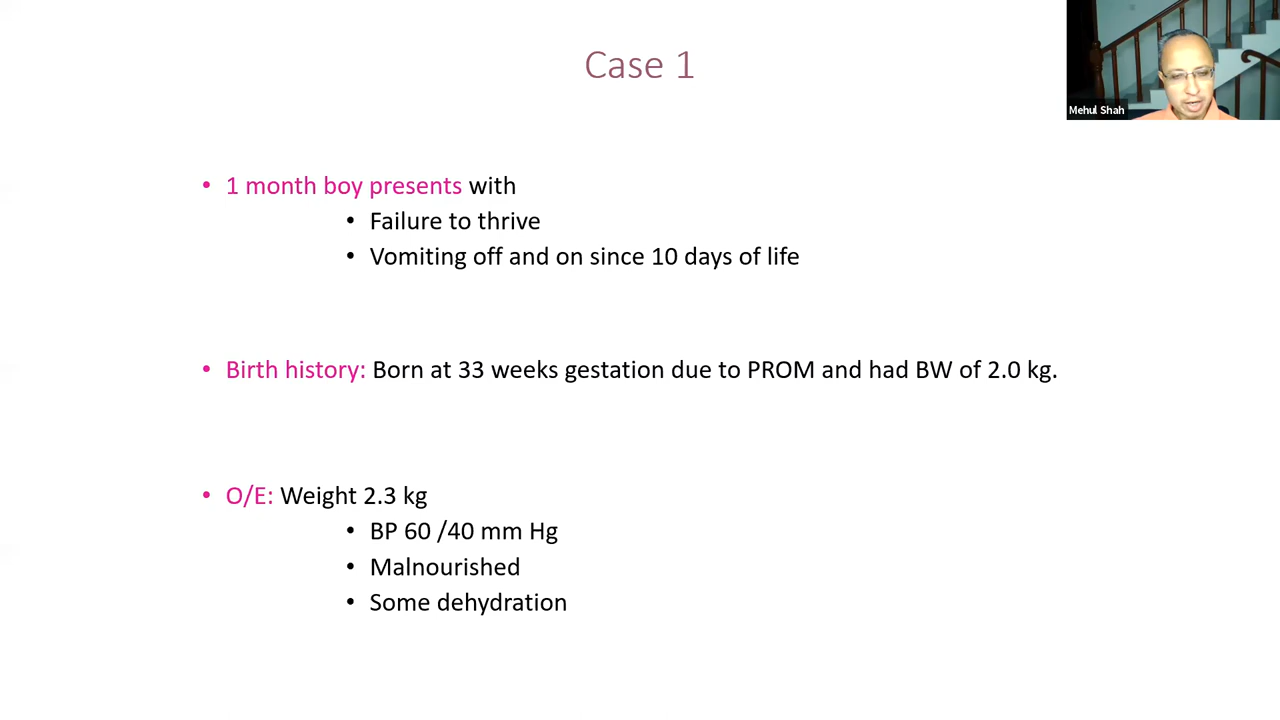 Case 1
Mehul Shah
• 1 month boy presents with
• Failure to thrive
• Vomiting off and on since 10 days of life
• Birth history: Born at 33 weeks gestation due to PROM and had BW of 2.0 kg.
• O/E: Weight 2.3 kg
• BP 60 /40 mm Hg
• Malnourished
• Some dehydration